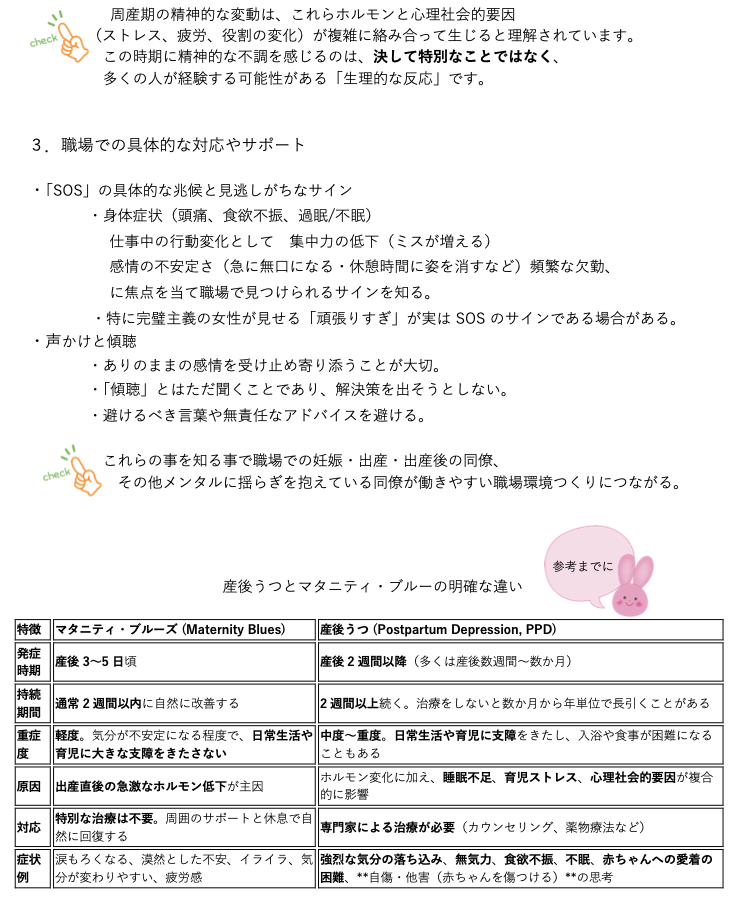 周産期の精神的な変動は、これらホルモンと心理社会的要因
check
（ストレス、疲労、役割の変化）が複雑に絡み合って生じると理解されています。
この時期に精神的な不調を感じるのは、決して特別なことではなく、
多くの人が経験する可能性がある「生理的な反応」です。
３．職場での具体的な対応やサポート
・「SOS」の具体的な兆候と見逃しがちなサイン
・身体症状（頭痛、食欲不振、過眠/不眠）
仕事中の行動変化として　集中力の低下（ミスが増える）
感情の不安定さ（急に無口になる・休憩時間に姿を消すなど）頻繁な欠勤、
に焦点を当て職場で見つけられるサインを知る。
・特に完璧主義の女性が見せる「頑張りすぎ」が実は SOS のサインである場合がある。
・声かけと傾聴
・ありのままの感情を受け止め寄り添うことが大切。
・「傾聴」とはただ聞くことであり、解決策を出そうとしない。
・避けるべき言葉や無責任なアドバイスを避ける。
check
これらの事を知る事で職場での妊娠・出産・出産後の同僚、
その他メンタルに揺らぎを抱えている同僚が働きやすい職場環境つくりにつながる。
参考までに
産後うつとマタニティ・ブルーの明確な違い
特徴 マタニティ・ブルーズ (Maternity Blues) 産後うつ (Postpartum Depression, PPD)
発症
時期
産後 3～5 日頃
産後 2 週間以降（多くは産後数週間～数か月）
持続
期間
通常 2 週間以内に自然に改善する
2 週間以上続く。治療をしないと数か月から年単位で長引くことがある
重症
度
軽度。気分が不安定になる程度で、日常生活や
育児に大きな支障をきたさない
中度～重度。日常生活や育児に支障をきたし、入浴や食事が困難になる
こともある
原因
出産直後の急激なホルモン低下が主因
ホルモン変化に加え、睡眠不足、育児ストレス、心理社会的要因が複合
的に影響
対応
特別な治療は不要。周囲のサポートと休息で自
然に回復する
専門家による治療が必要（カウンセリング、薬物療法など）
症状
例
涙もろくなる、漠然とした不安、イライラ、気
分が変わりやすい、疲労感
強烈な気分の落ち込み、無気力、食欲不振、不眠、赤ちゃんへの愛着の
困難、**自傷・他害（赤ちゃんを傷つける）**の思考